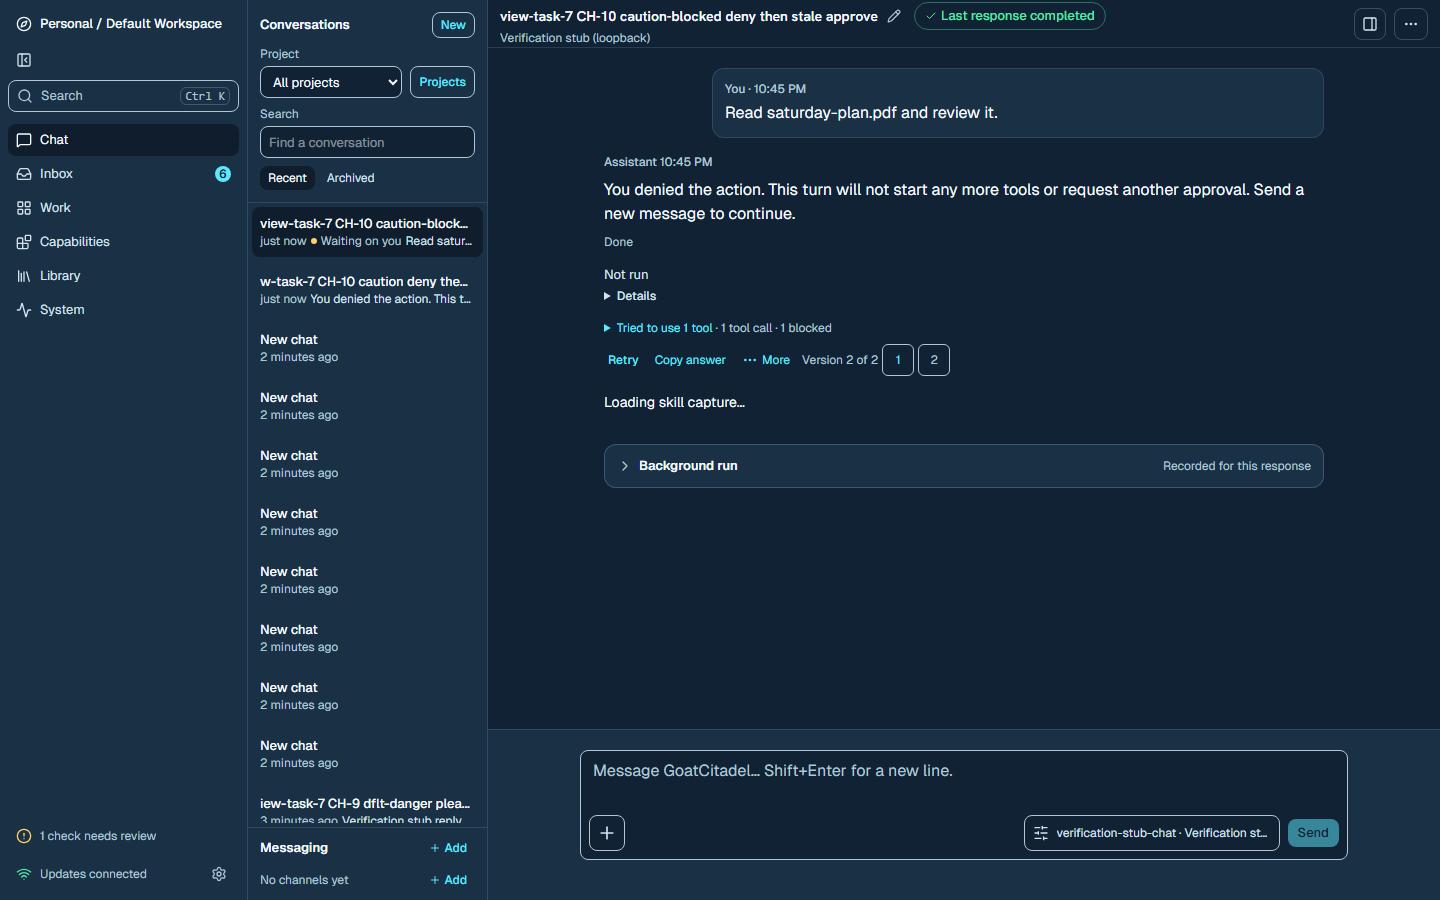 Personal / Default Workspace
Search
Ctrl K
Chat
Inbox
6
Work
Capabilities
Library
System
1 check needs review
Updates connected
Conversations
New
Project
All projects
Projects
Search
Find a conversation
Recent
Archived
view-task-7 CH-10 caution-block...
just now Waiting on you Read satur...
w-task-7 CH-10 caution deny the...
just now You denied the action. This t...
New chat
2 minutes ago
New chat
2 minutes ago
New chat
2 minutes ago
New chat
2 minutes ago
New chat
2 minutes ago
New chat
2 minutes ago
New chat
2 minutes ago
New chat
2 minutes ago
iew-task-7 CH-9 dflt-danger plea...
3 minutes ago Verification stub reply
Messaging
+ Add
No channels yet
+ Add
view-task-7 CH-10 caution-blocked deny then stale approve
Last response completed
Verification stub (loopback)
You · 10:45 PM
Read saturday-plan.pdf and review it.
Assistant 10:45 PM
You denied the action. This turn will not start any more tools or request another approval. Send a
new message to continue.
Done
Not run
Details
Tried to use 1 tool · 1 tool call · 1 blocked
Retry
Copy answer
··· More
Version 2 of 2
1
2
Loading skill capture...
Background run
Recorded for this response
Message GoatCitadel... Shift+Enter for a new line.
verification-stub-chat · Verification st...
Send